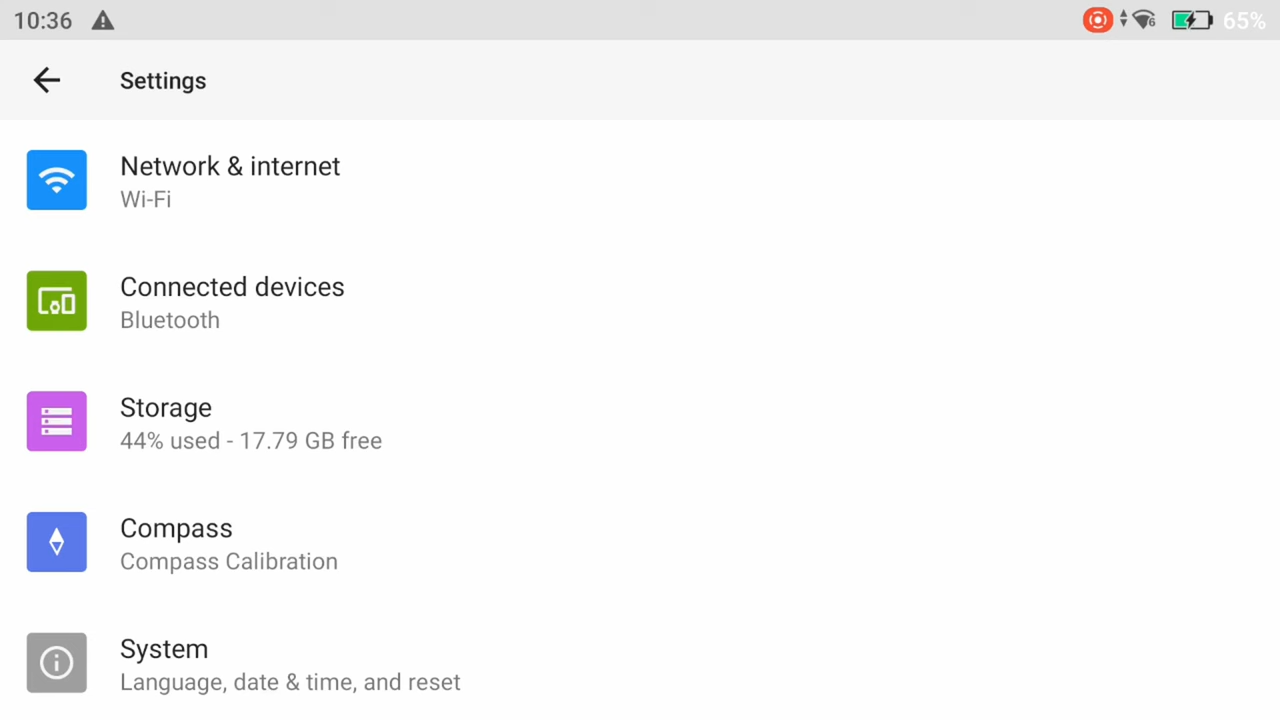 10:36
65%
Settings
Network & internet
Wi-Fi
Connected devices
Bluetooth
Storage
44% used - 17.79 GB free
Compass
Compass Calibration
System
Language, date & time, and reset